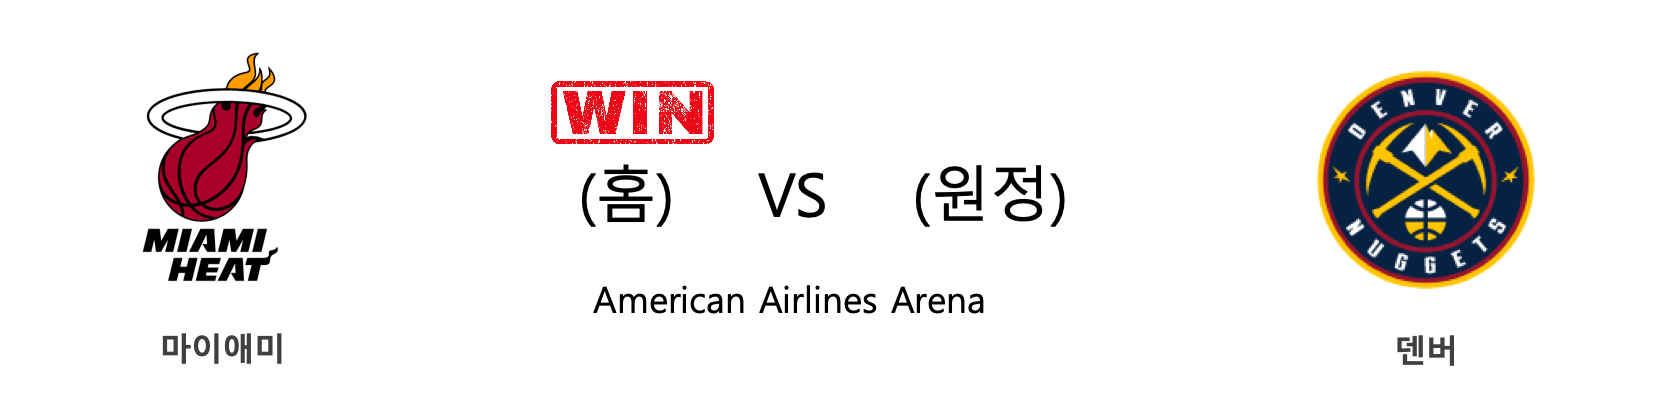 WIN
(홈) VS (원정)
American Airlines Arena
MIAMI
HEAT
마이애미
DENVER
NUGGETS
덴버